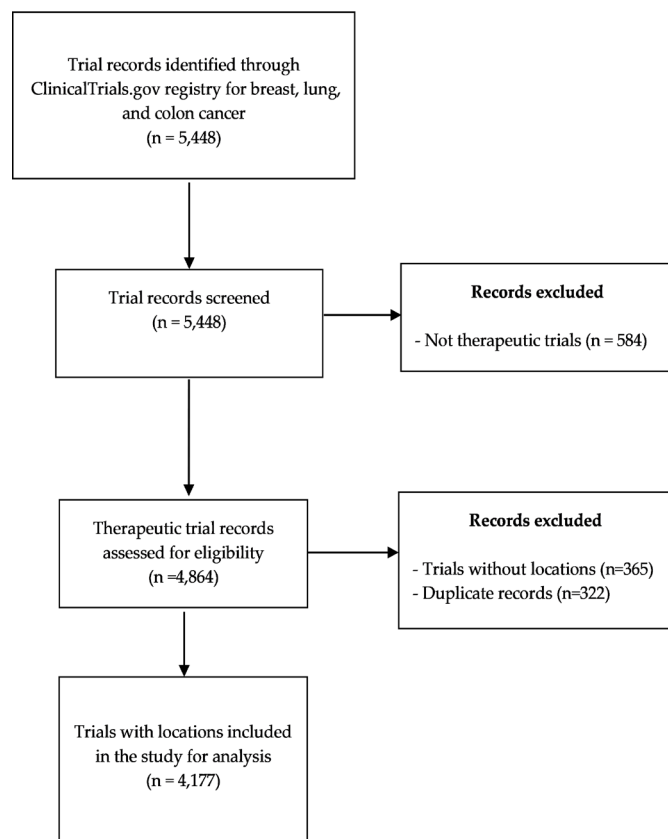 Trial records identified through
ClinicalTrials.gov registry for breast, lung,
and colon cancer
(n = 5,448)
Trial records screened
(n = 5,448)
Records excluded
- Not therapeutic trials (n = 584)
Therapeutic trial records
assessed for eligibility
(n =4,864)
Records excluded
- Trials without locations (n=365)
- Duplicate records (n=322)
Trials with locations included
in the study for analysis
(n = 4,177)